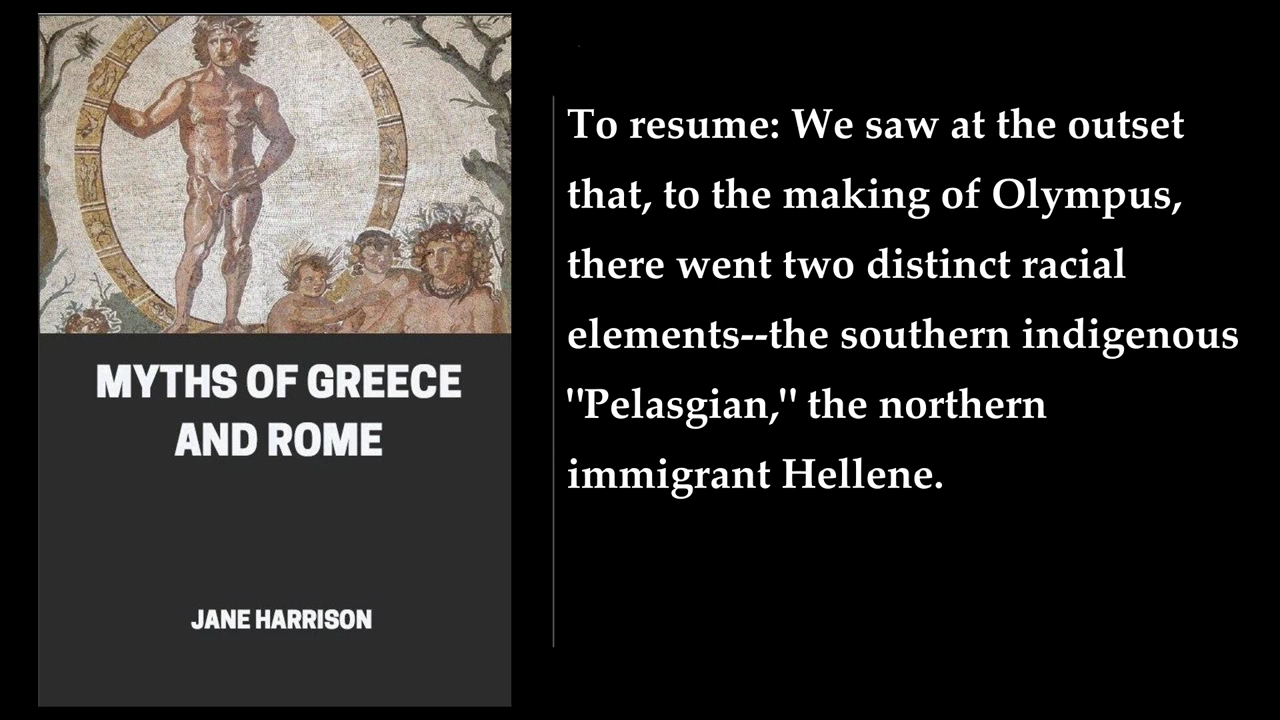 MYTHS OF GREECE
AND ROME
JANE HARRISON
To resume: We saw at the outset
that, to the making of Olympus,
there went two distinct racial
elements--the southern indigenous
"Pelasgian," the northern
immigrant Hellene.